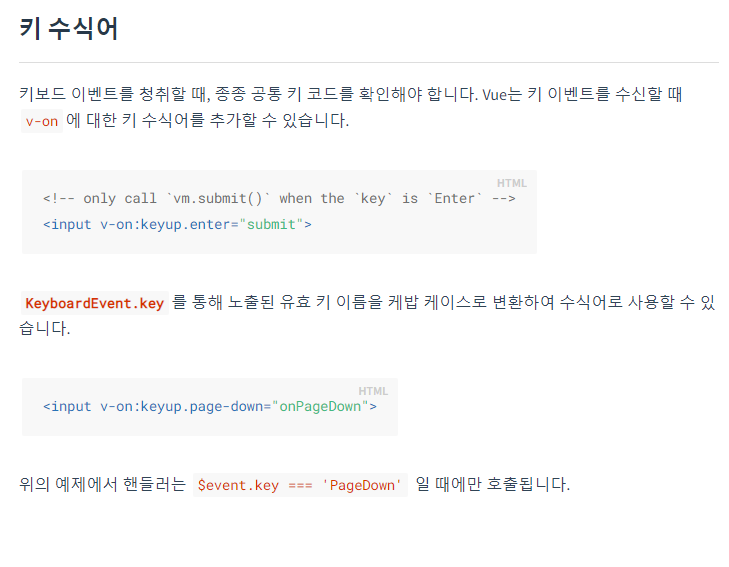 키 수식어
키보드 이벤트를 청취할 때, 종종 공통 키 코드를 확인해야 합니다. Vue는 키 이벤트를 수신할 때
v-on 에 대한 키 수식어를 추가할 수 있습니다.
HTML
<!-- only call `vm.submit()` when the `key` is `Enter` -->
<input v-on:keyup.enter="submit">
KeyboardEvent.key 를 통해 노출된 유효 키 이름을 케밥 케이스로 변환하여 수식어로 사용할 수 있
습니다.
HTML
<input v-on:keyup.page-down="onPageDown">
위의 예제에서 핸들러는 $event.key === 'PageDown' 일 때에만 호출됩니다.